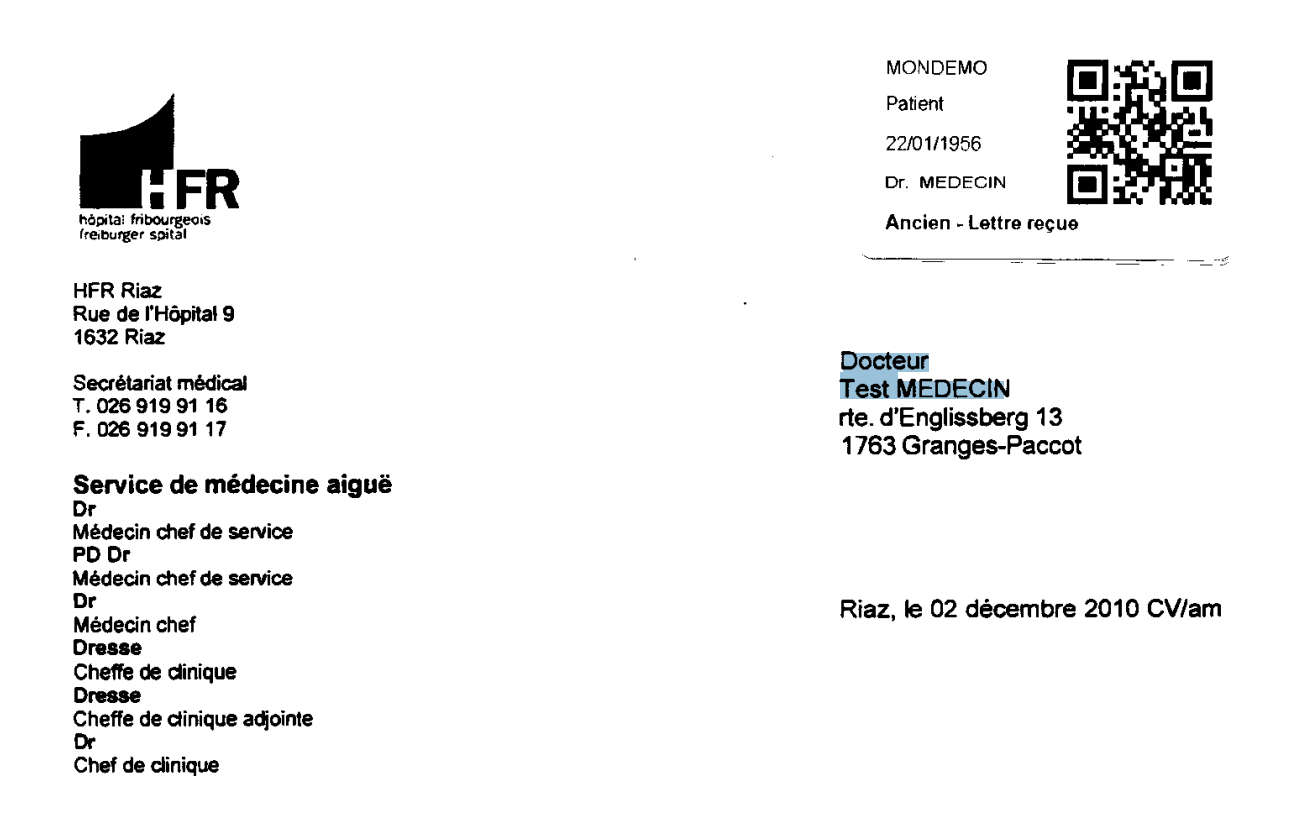 HFR
hôpital fribourgeois
freiburger spital
MONDEMO
Patient
22/01/1956
Dr. MEDECIN
Ancien - Lettre reçue
HFR Riaz
Rue de l'Hôpital 9
1632 Riaz
Secrétariat médical
T. 026 919 91 16
F. 026 919 91 17
Docteur
Test MEDECIN
rte. d'Englissberg 13
1763 Granges-Paccot
Service de médecine aiguë
Dr
Médecin chef de service
PD Dr
Médecin chef de service
Dr
Médecin chef
Dresse
Cheffe de clinique
Dresse
Cheffe de clinique adjointe
Dr
Chef de clinique
Riaz, le 02 décembre 2010 CV/am